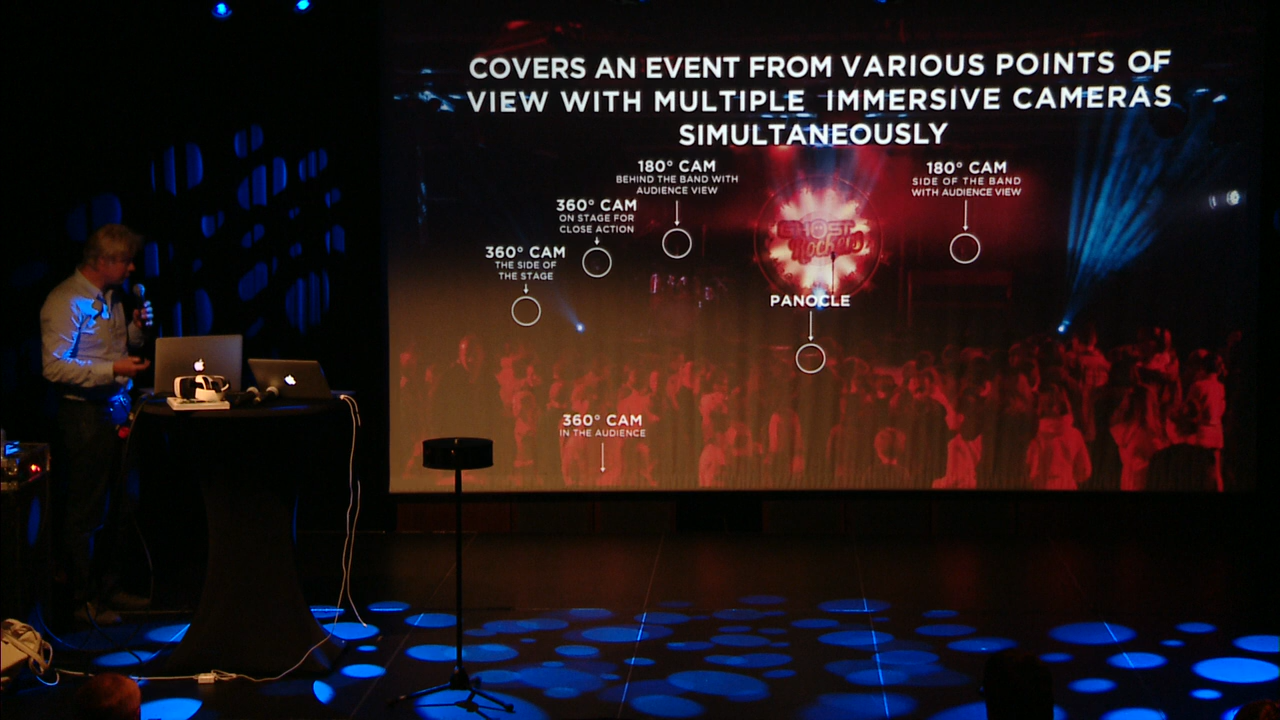 COVERS AN EVENT FROM VARIOUS POINTS OF
VIEW WITH MULTIPLE IMMERSIVE CAMERAS
SIMULTANEOUSLY
180° CAM
BEHIND THE BAND WITH
AUDIENCE VIEW
180° CAM
SIDE OF THE BAND
WITH AUDIENCE VIEW
360° CAM
ON STAGE FOR
CLOSE ACTION
360° CAM
THE SIDE OF
THE STAGE
GHOST
Rockers
PANOCLE
360° CAM
IN THE AUDIENCE